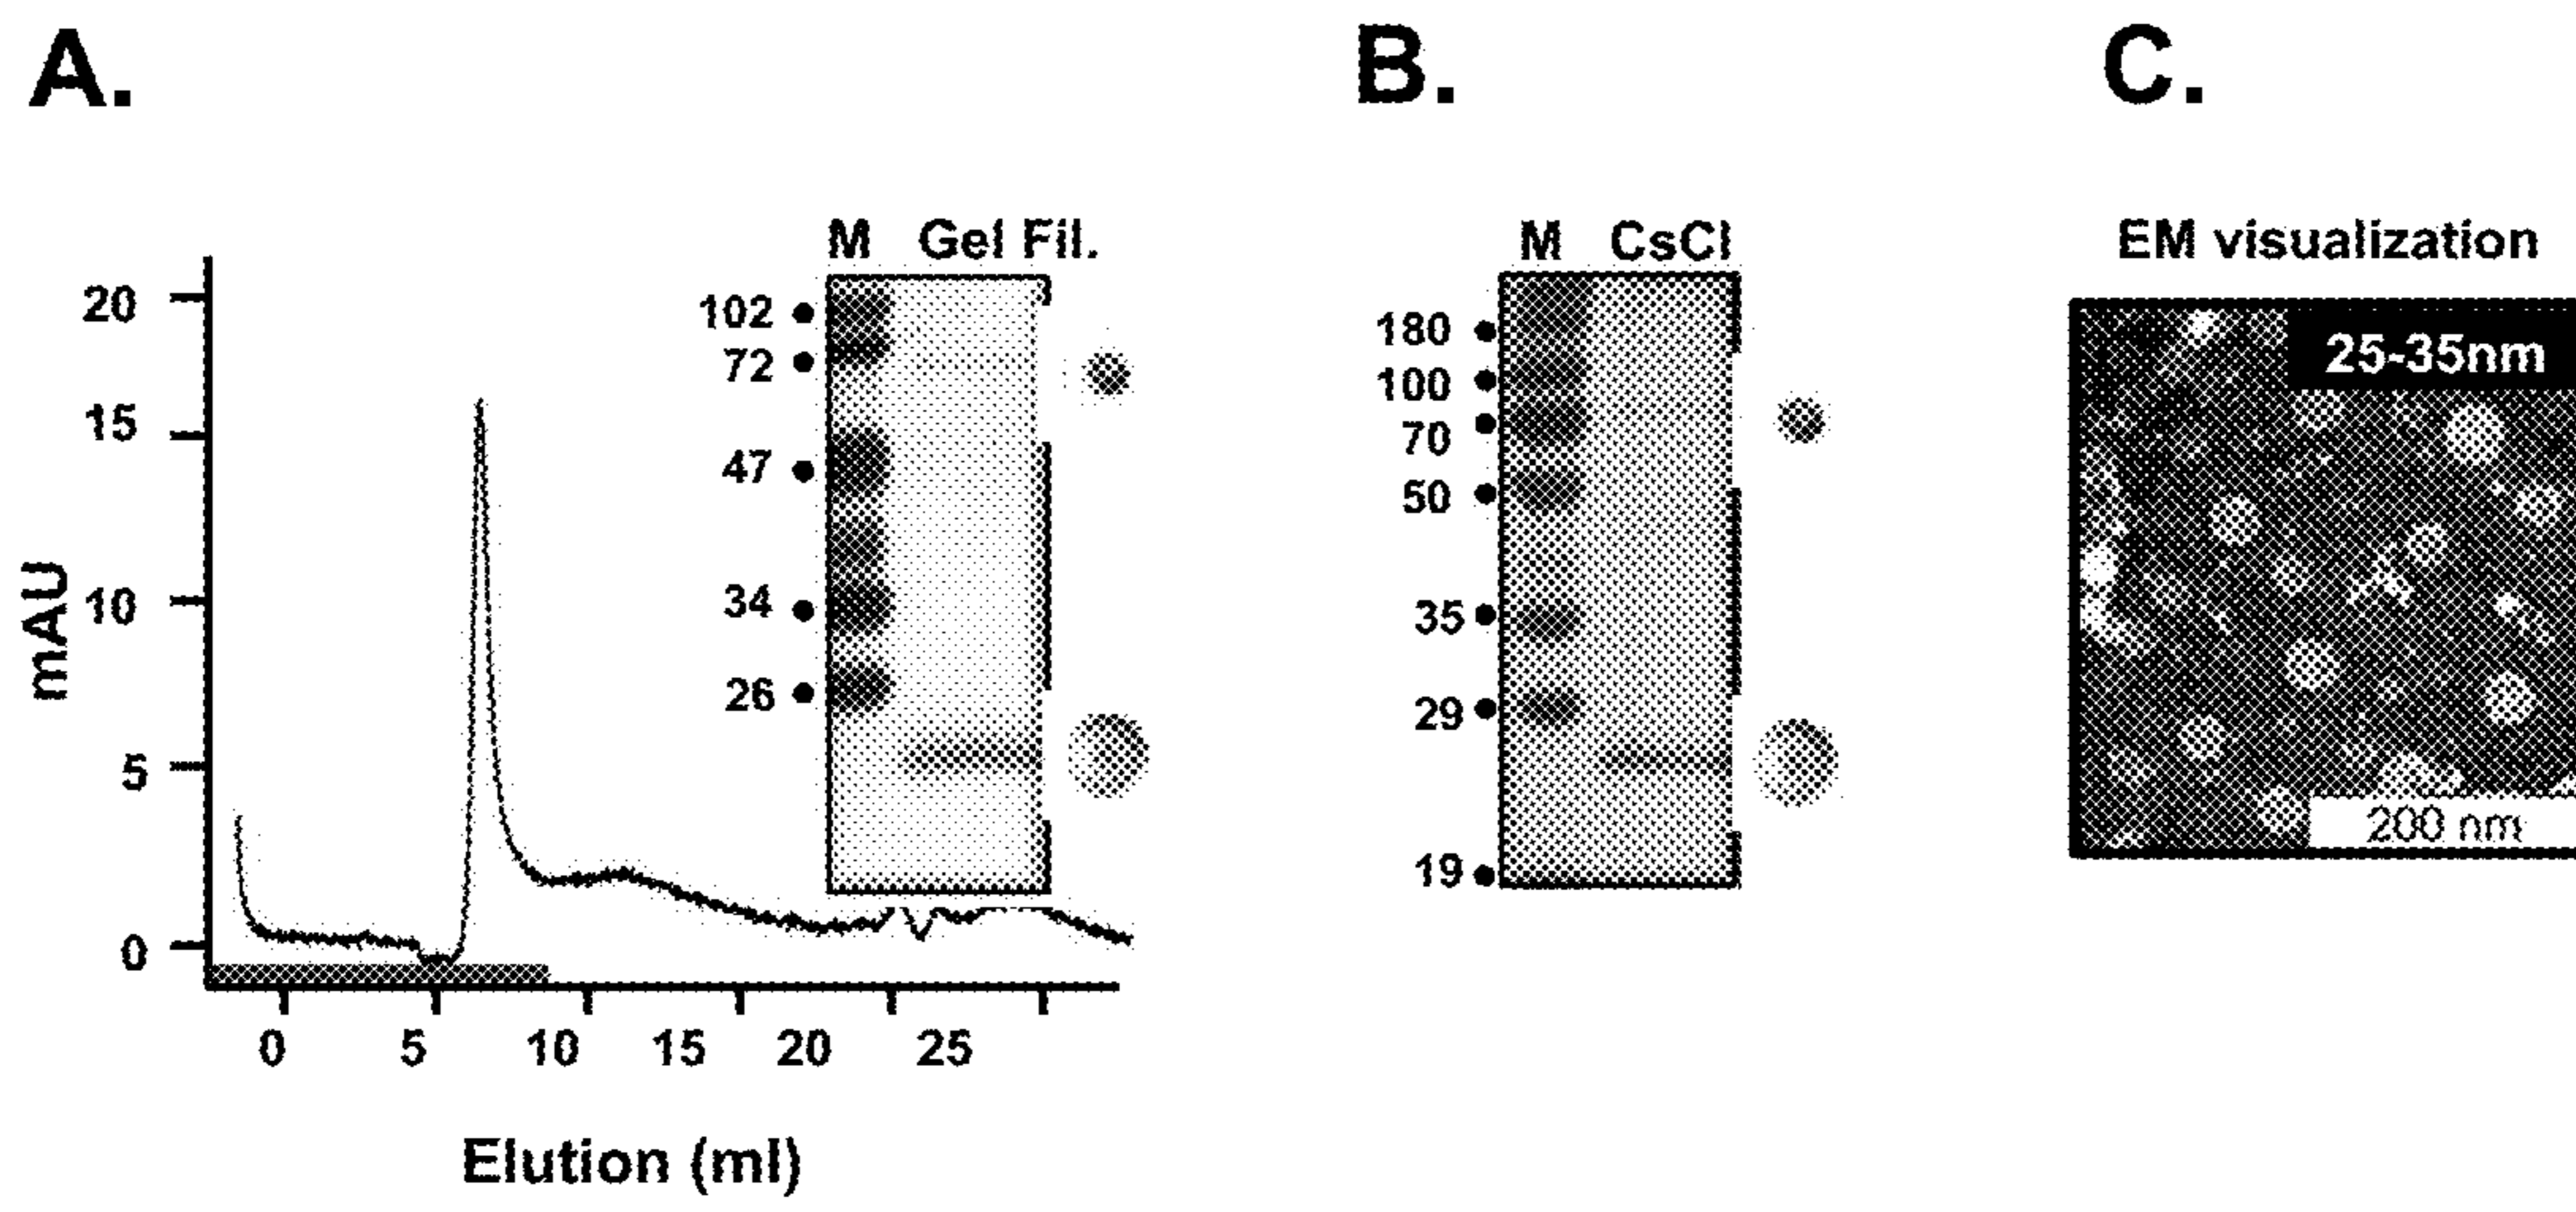 A.
B.
C.
M Gel Fil.
M CsCl
EM visualization
20
15
10
5
0
mAU
102
72
47
34
26
180
100
70
50
35
29
19
25-35nm
200 nm
0 5 10 15 20 25
Elution (ml)